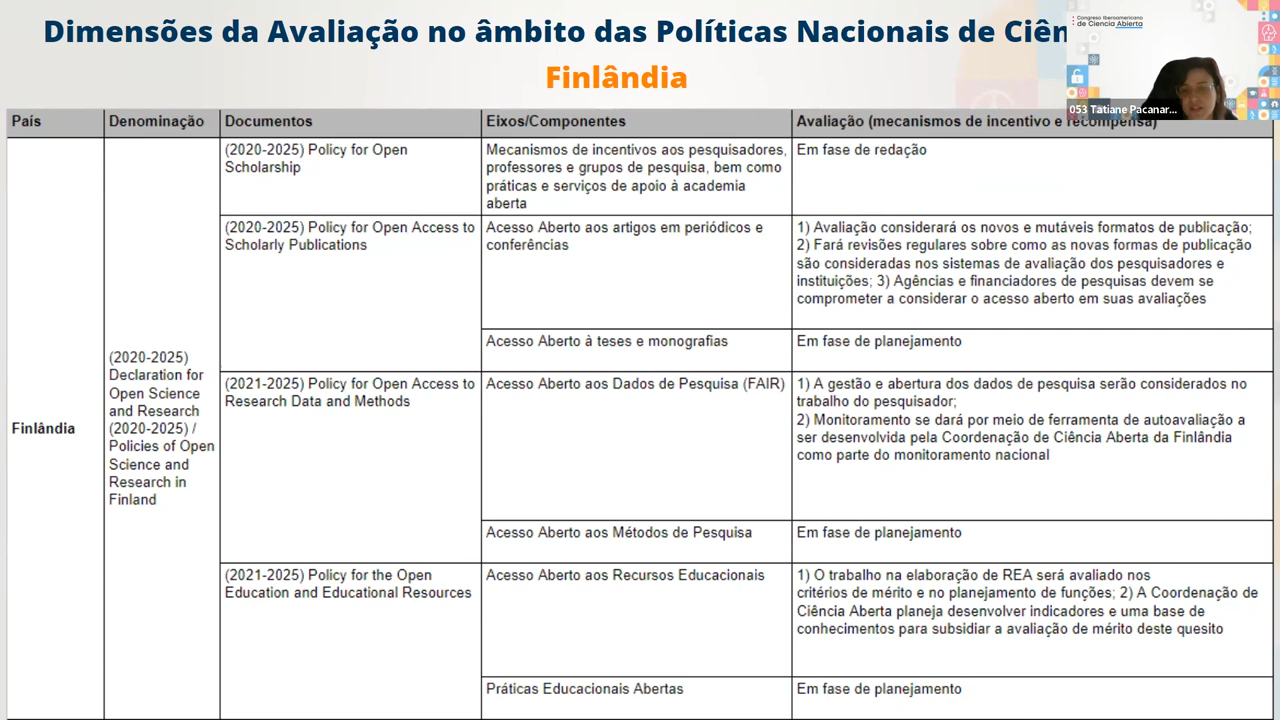 Dimensões da Avaliação no âmbito das Políticas Nacionais de Ciên
Finlândia
Congreso Iberoamericano
de Ciencia Abierta
053 Tatiane Pacanar...
País
Denominação
Documentos
Eixos/Componentes
Avaliação (mecanismos de incentivo e recompensa)
Finlândia
(2020-2025)
Declaration for
Open Science
and Research
(2020-2025) /
Policies of Open
Science and
Research in
Finland
(2020-2025) Policy for Open
Scholarship
Mecanismos de incentivos aos pesquisadores,
professores e grupos de pesquisa, bem como
práticas e serviços de apoio à academia
aberta
Em fase de redação
(2020-2025) Policy for Open Access to
Scholarly Publications
Acesso Aberto aos artigos em periódicos e
conferências
1) Avaliação considerará os novos e mutáveis formatos de publicação;
2) Fará revisões regulares sobre como as novas formas de publicação
são consideradas nos sistemas de avaliação dos pesquisadores e
instituições; 3) Agências e financiadores de pesquisas devem se
comprometer a considerar o acesso aberto em suas avaliações
Acesso Aberto à teses e monografias
Em fase de planejamento
(2021-2025) Policy for Open Access to
Research Data and Methods
Acesso Aberto aos Dados de Pesquisa (FAIR)
1) A gestão e abertura dos dados de pesquisa serão considerados no
trabalho do pesquisador;
2) Monitoramento se dará por meio de ferramenta de autoavaliação a
ser desenvolvida pela Coordenação de Ciência Aberta da Finlândia
como parte do monitoramento nacional
Acesso Aberto aos Métodos de Pesquisa
Em fase de planejamento
(2021-2025) Policy for the Open
Education and Educational Resources
Acesso Aberto aos Recursos Educacionais
1) O trabalho na elaboração de REA será avaliado nos
critérios de mérito e no planejamento de funções; 2) A Coordenação de
Ciência Aberta planeja desenvolver indicadores e uma base de
conhecimentos para subsidiar a avaliação de mérito deste quesito
Práticas Educacionais Abertas
Em fase de planejamento